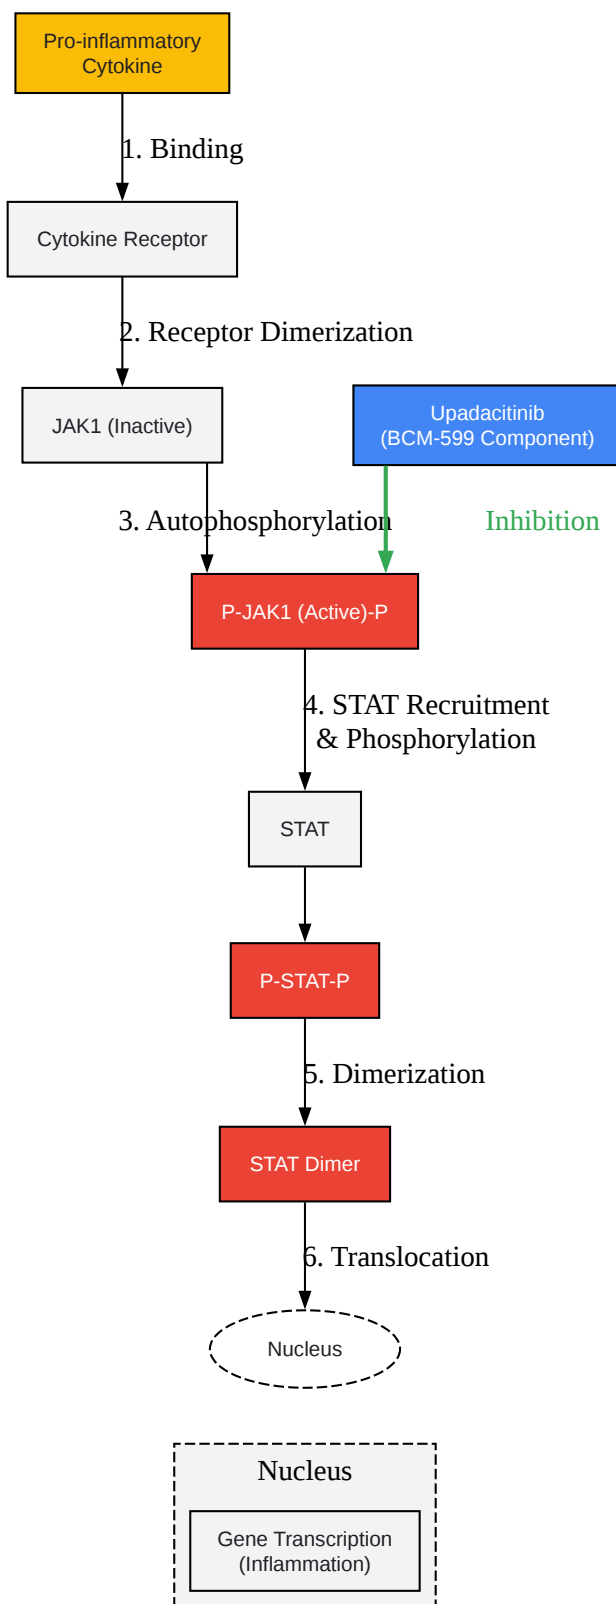 Pro-inflammatory
Cytokine
1. Binding
Cytokine Receptor
2. Receptor Dimerization
JAK1 (Inactive)
Upadacitinib
(BCM-599 Component)
3. Autophosphorylation
Inhibition
P-JAK1 (Active)-P
4. STAT Recruitment
& Phosphorylation
STAT
P-STAT-P
5. Dimerization
STAT Dimer
6. Translocation
Nucleus
Nucleus
Gene Transcription
(Inflammation)